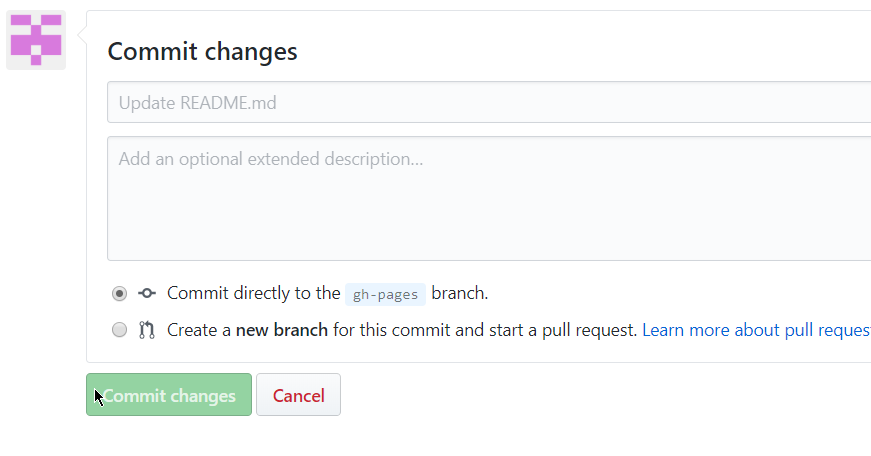 Commit changes
Update README.md
Add an optional extended description...
Commit directly to the gh-pages branch.
Create a new branch for this commit and start a pull request. Learn more about pull reques
Commit changes Cancel